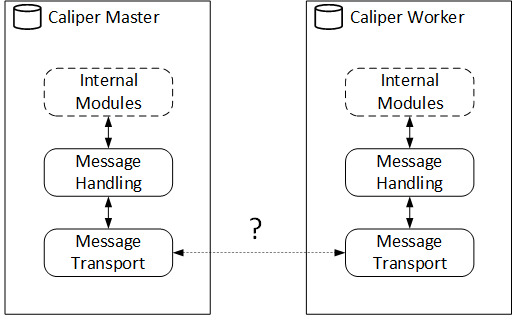 Caliper Master
Internal
Modules
Message
Handling
Message
Transport
?
Caliper Worker
Internal
Modules
Message
Handling
Message
Transport